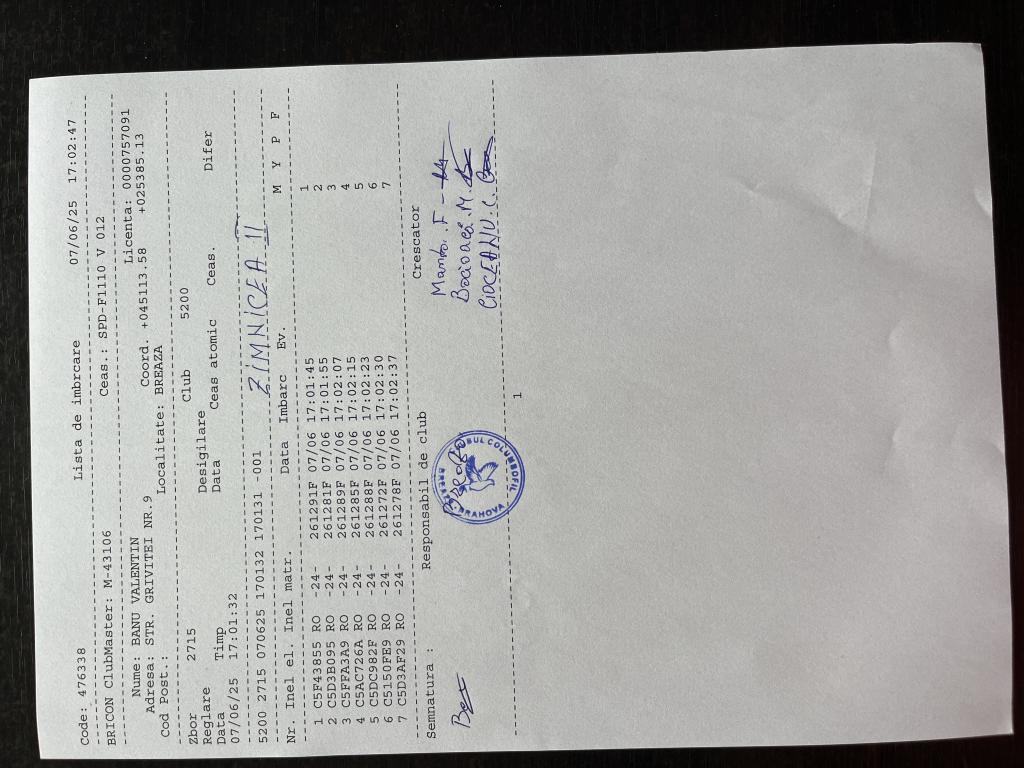 Code: 476338 Lista de imbrcare 07/06/25 17:02:47
BRICON ClubMaster: M-43106 Ceas.: SPD-F1110 V 012
Nume: BANU VALENTIN Licenta: 0000757091
Adresa: STR. GRIVITEI NR.9 Coord. +045113.58 +025385.13
Cod Post.: Localitate: BREAZA
Zbor 2715 Club 5200
Reglare Desigilare
Data Timp Data Ceas atomic Ceas. Difer
07/06/25 17:01:32
5200 2715 070625 170132 170131 -001 ZIMNICEA II
Nr. Inel el. Inel matr. Data Imbarc Ev. M Y P F
1 C5F43855 RO -24- 261291F 07/06 17:01:45 1
2 C5D3B095 RO -24- 261281F 07/06 17:01:55 2
3 C5FFA3A9 RO -24- 261289F 07/06 17:02:07 3
4 C5AC726A RO -24- 261285F 07/06 17:02:15 4
5 C5DC982F RO -24- 261288F 07/06 17:02:23 5
6 C5150FE9 RO -24- 261272F 07/06 17:02:30 6
7 C5D3AF29 RO -24- 261278F 07/06 17:02:37 7
Semnatura : Responsabil de club Crescator
CIOCEANU.C.
COLUMBOFIL
PRAHOVA
1